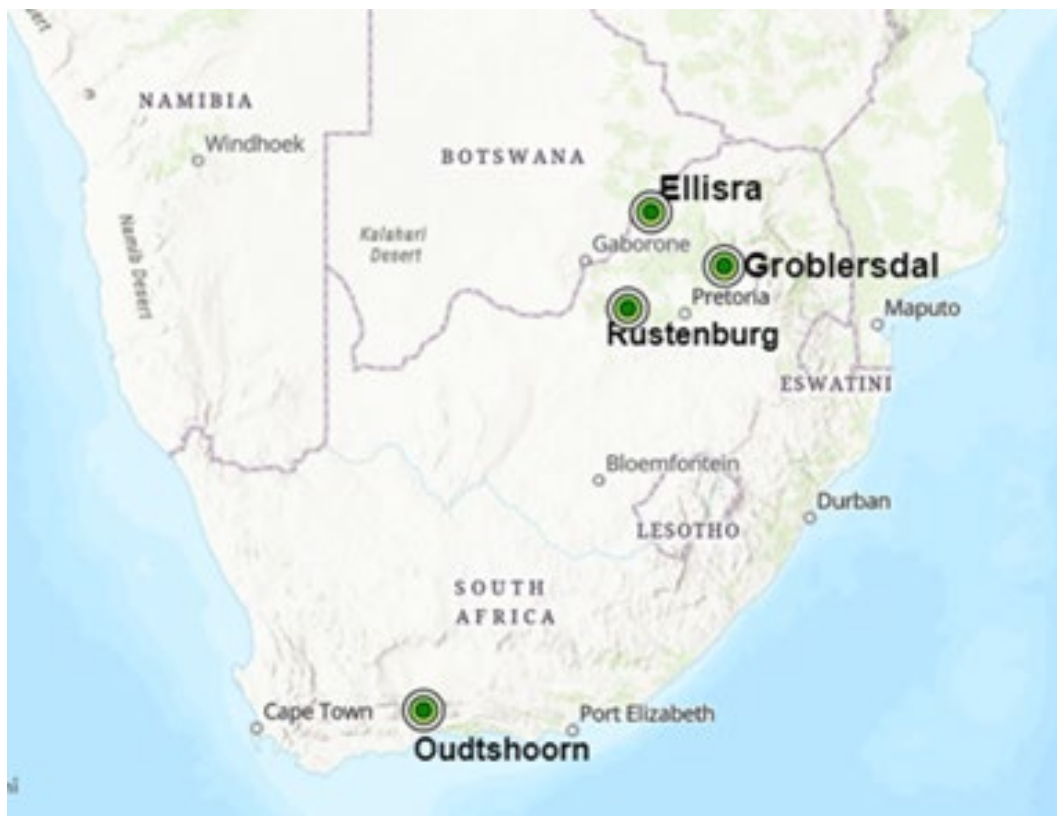 NAMIBIA
Windhoek
BOTSWANA
Ellisra
Kalahari
Desert
Gaborone
Groblersdal
Namib Desert
Pretoria
Maputo
Rustenburg
ESWATINI
Bloemfontein
Durban
LESOTHO
SOUTH
AFRICA
Cape Town
Port Elizabeth
Oudtshoorn